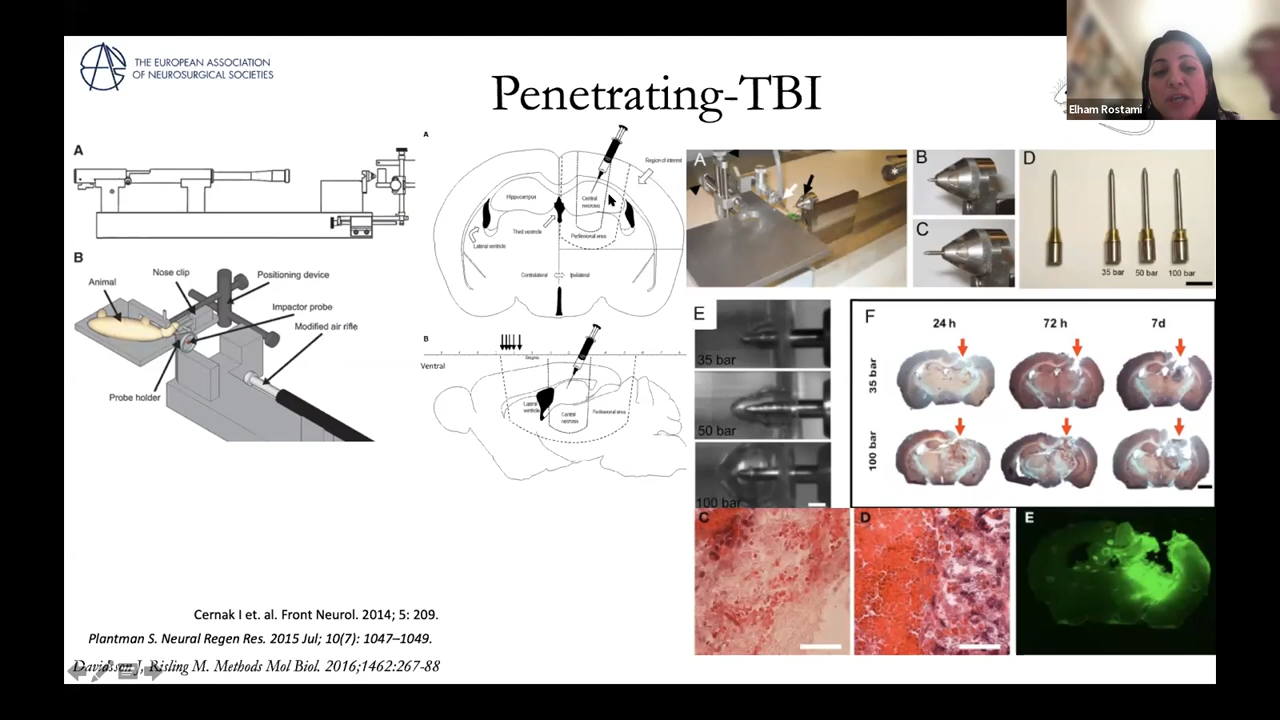 THE EUROPEAN ASSOCIATION
OF NEUROSURGICAL SOCIETIES
Penetrating-TBI
Elham Rostami
A
B
Animal
Nose clip
Positioning device
Impactor probe
Modified air rifle
Probe holder
A
Region of interest
Hippocampus
Central
necrosis
Third ventricle
Lateral ventricle
Perilesional area
Contralateral
Ipsilateral
B
Ventral
Lateral
ventricle
Central
necrosis
Perilesional area
A
B
C
D
35 bar
50 bar
100 bar
E
35 bar
50 bar
100 bar
F
24 h
72 h
7d
35 bar
100 bar
C
D
E
Cernak I et. al. Front Neurol. 2014; 5: 209.
Plantman S. Neural Regen Res. 2015 Jul; 10(7): 1047–1049.
Davidsson J, Risling M. Methods Mol Biol. 2016;1462:267-88